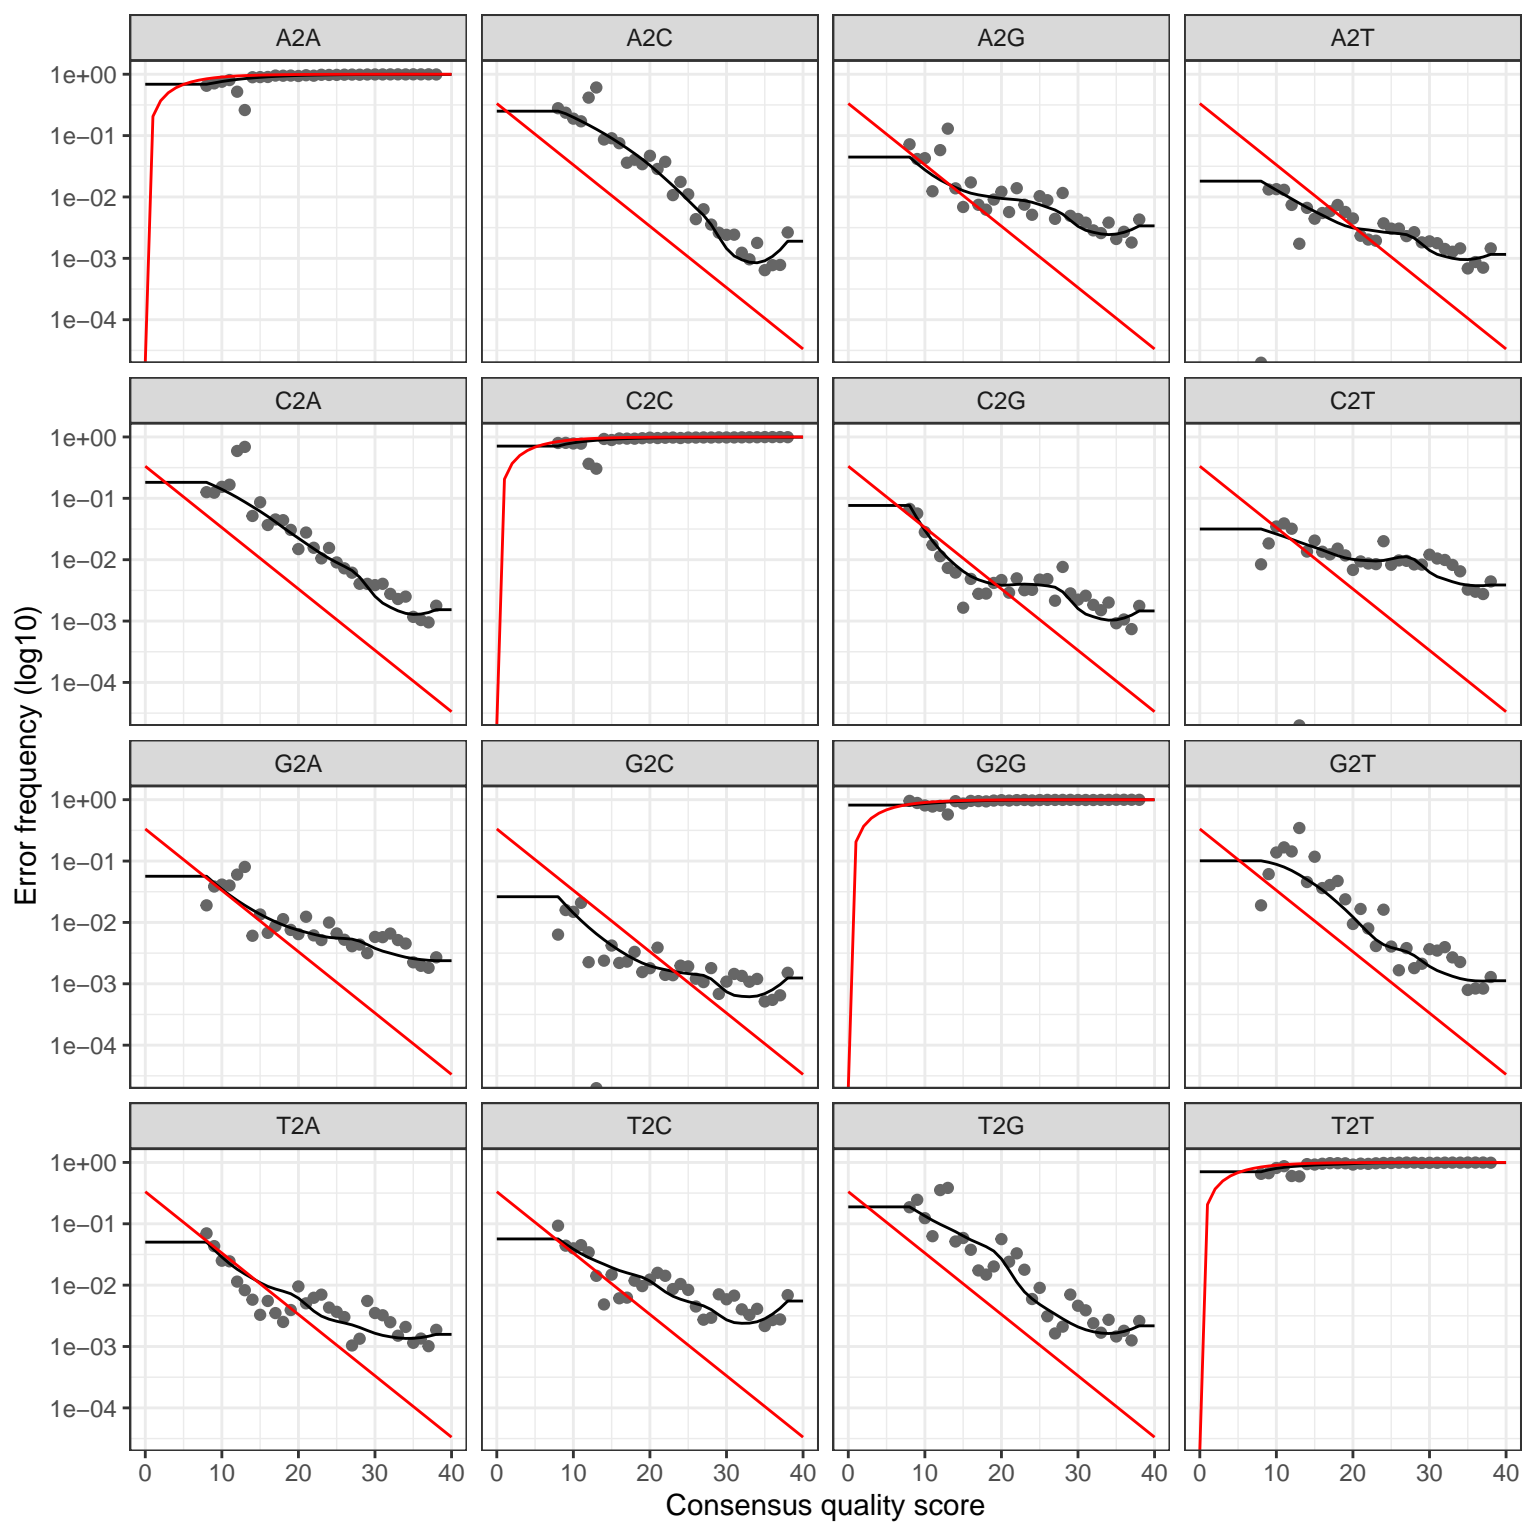 A2A A2C A2G A2T
1e+00
1e−01
1e−02
1e−03
1e−04
C2A C2C C2G C2T
1e+00
1e−01
1e−02
1e−03
1e−04
G2A G2C G2G G2T
1e+00
1e−01
1e−02
1e−03
1e−04
T2A T2C T2G T2T
1e+00
1e−01
1e−02
1e−03
1e−04
0 10 20 30 40 0 10 20 30 40 0 10 20 30 40 0 10 20 30 40
Consensus quality score
Error frequency (log10)